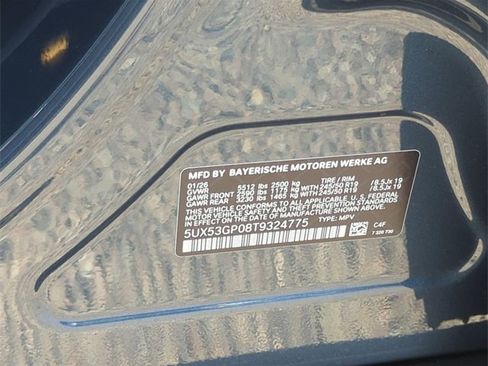 MFD BY BAYERISCHE MOTOREN WERKE AG
01/26 5512 lbs 2500 kg TIRE / RIM
GVWR
GAWR FRONT 2590 lbs 1175 kg WITH 245/50 R19 / 8.5Jx 19
GAWR REAR 3230 lbs 1465 kg WITH 245/50 R19 / 8.5Jx 19
THIS VEHICLE CONFORMS TO ALL APPLICABLE U.S. FEDERAL
MOTOR VEHICLE SAFETY, BUMPER, AND THEFT PREVENTION
STANDARDS IN EFFECT ON THE DATE OF MANUFACTURE SHOWN ABOVE.
5UX53GP08T9324775 TYPE: MPV
C4F